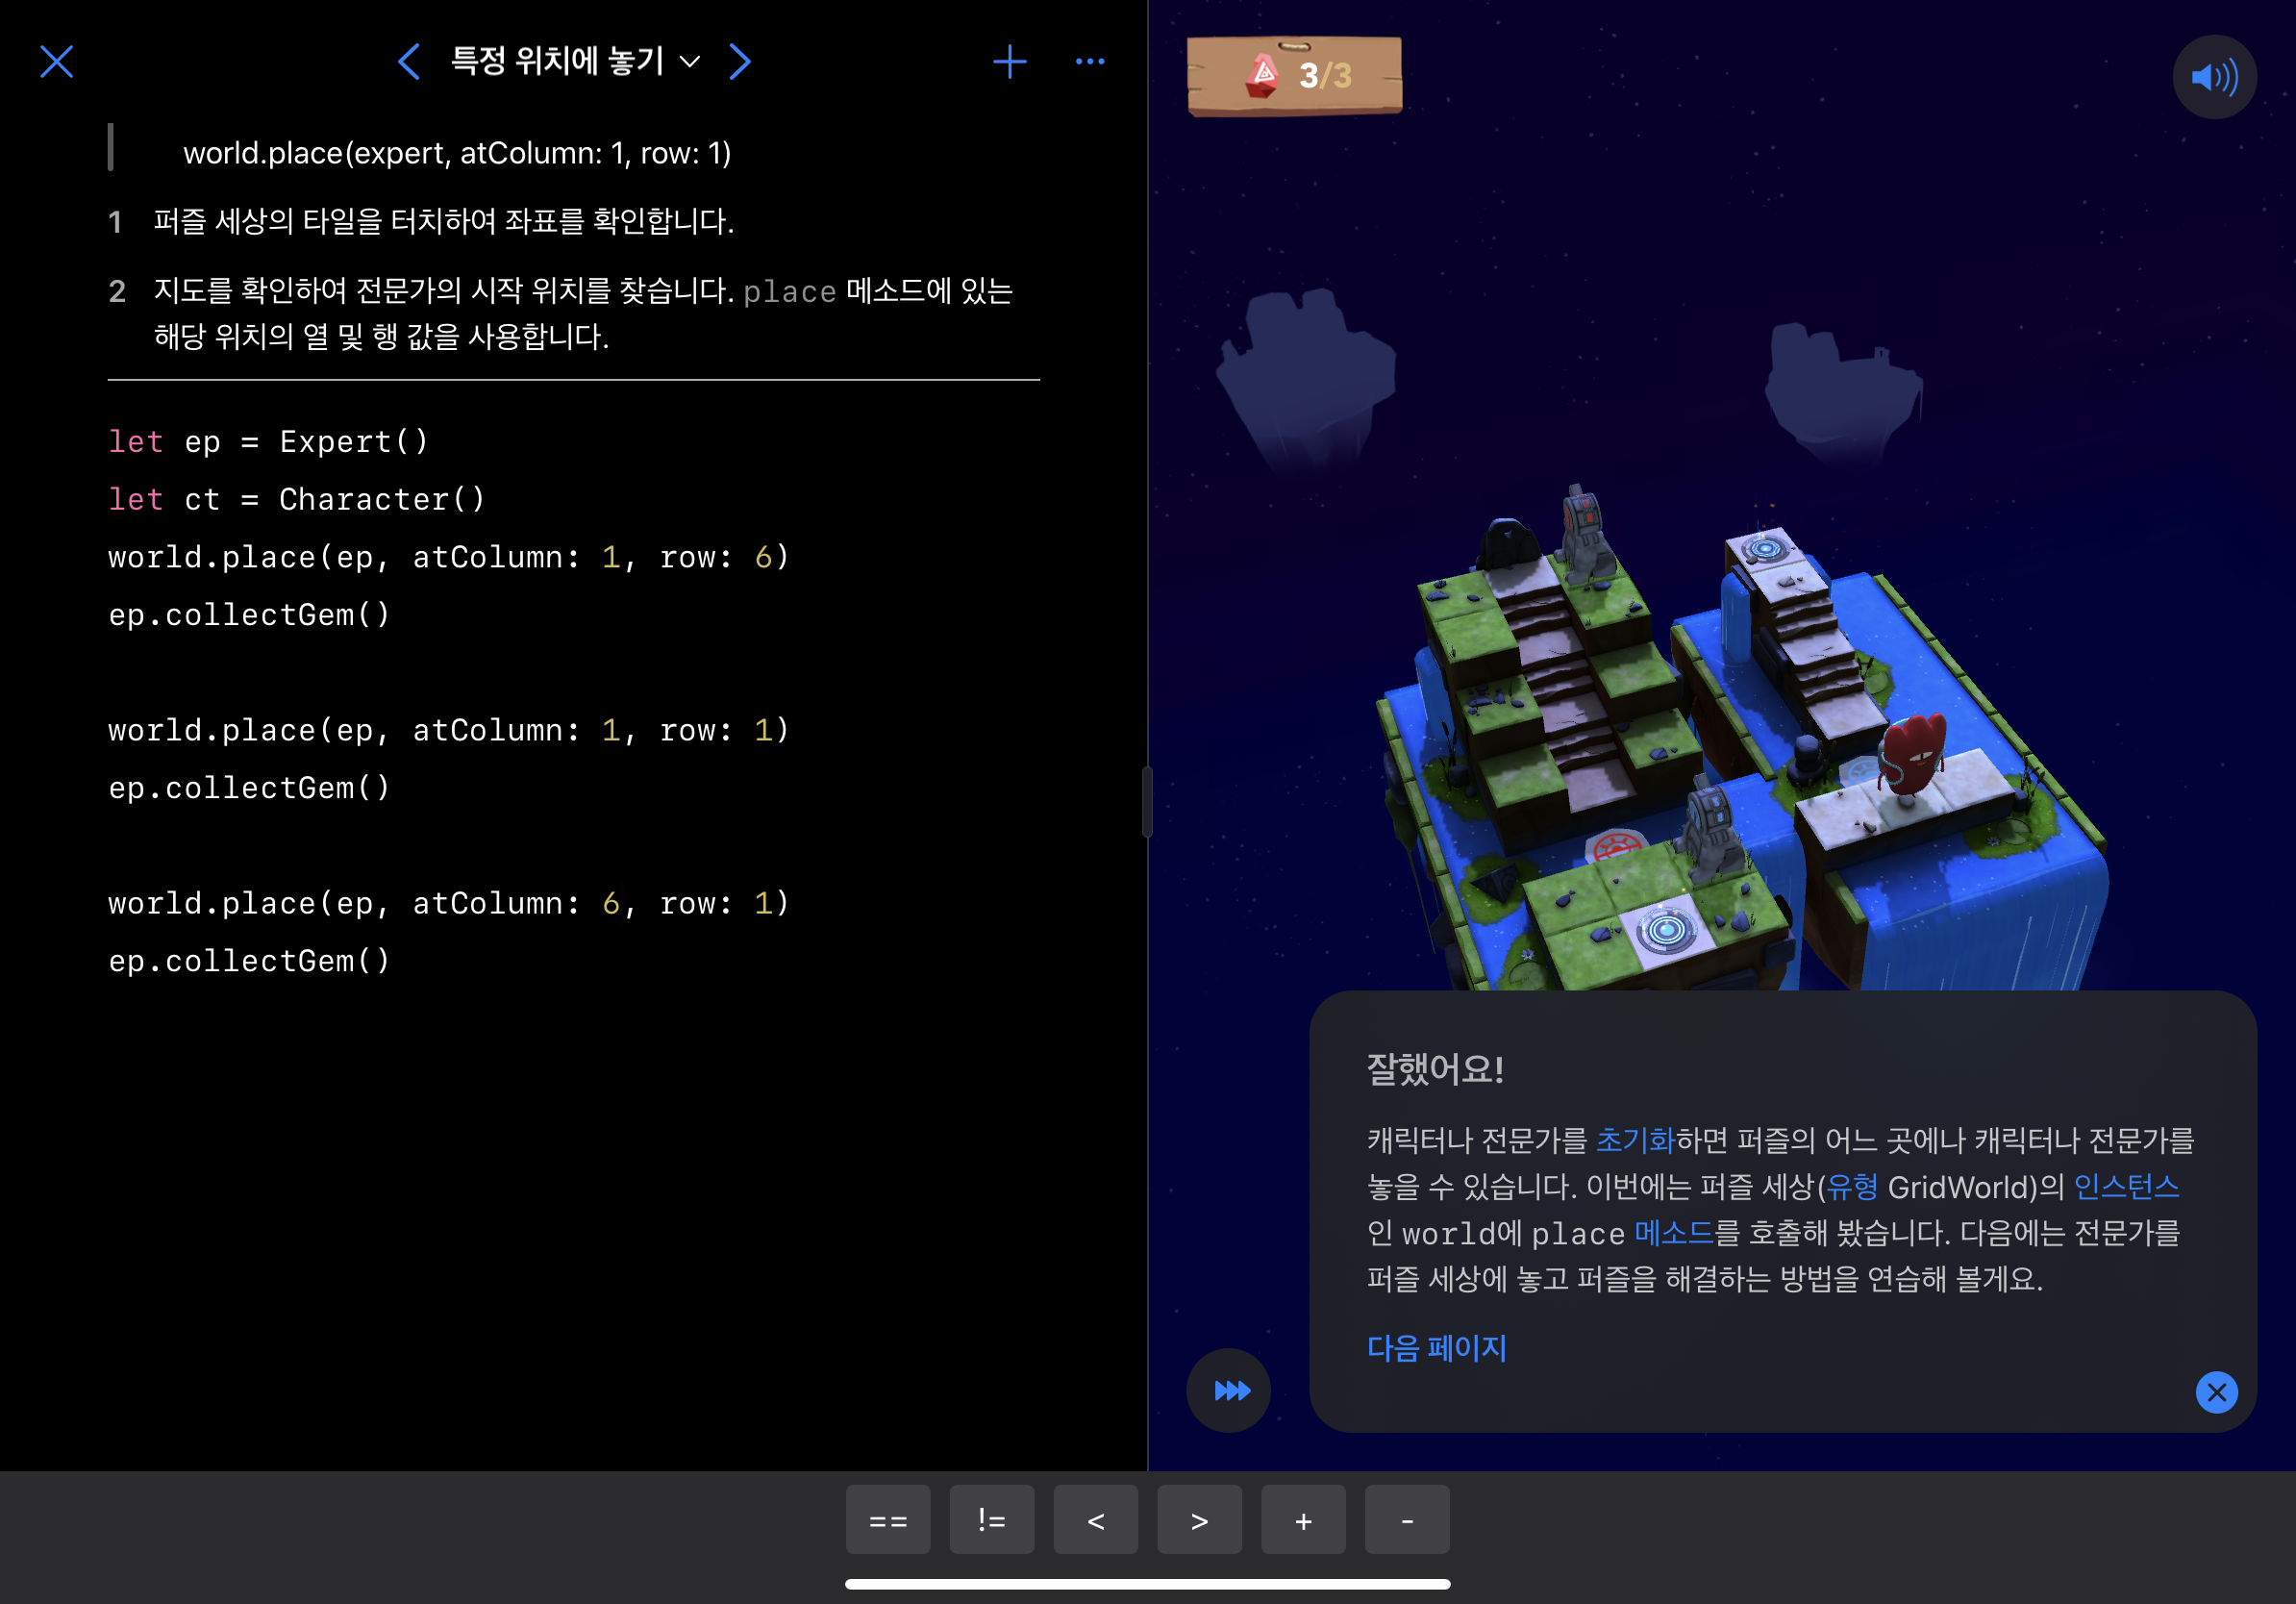 특정 위치에 놓기
world.place(expert, atColumn: 1, row: 1)
1 퍼즐 세상의 타일을 터치하여 좌표를 확인합니다.
2 지도를 확인하여 전문가의 시작 위치를 찾습니다. place 메소드에 있는
해당 위치의 열 및 행 값을 사용합니다.
let ep = Expert()
let ct = Character()
world.place(ep, atColumn: 1, row: 6)
ep.collectGem()
world.place(ep, atColumn: 1, row: 1)
ep.collectGem()
world.place(ep, atColumn: 6, row: 1)
ep.collectGem()
3/3
잘했어요!
캐릭터나 전문가를 초기화하면 퍼즐의 어느 곳에나 캐릭터나 전문가를
놓을 수 있습니다. 이번에는 퍼즐 세상(유형 GridWorld)의 인스턴스
인 world에 place 메소드를 호출해 봤습니다. 다음에는 전문가를
퍼즐 세상에 놓고 퍼즐을 해결하는 방법을 연습해 볼게요.
다음 페이지
== != < > + -